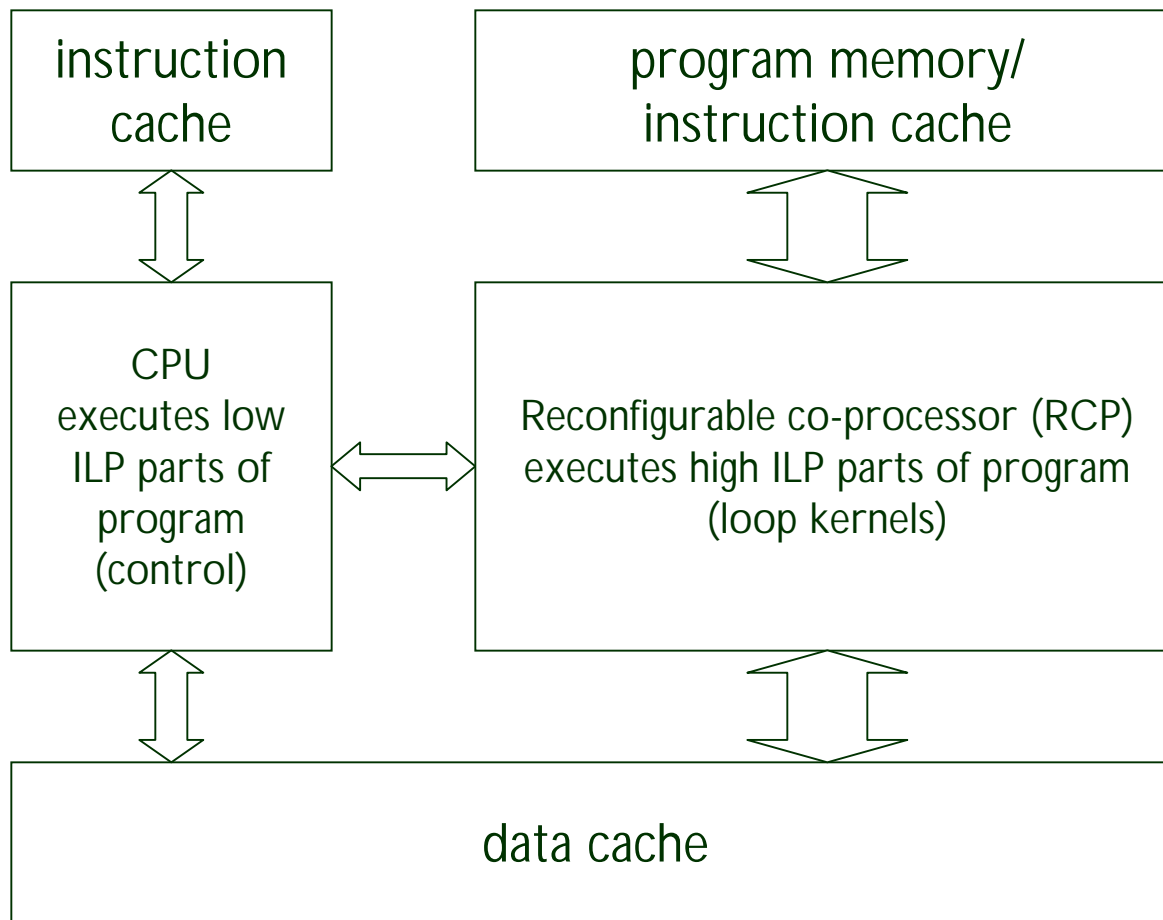 instruction
cache
program memory/
instruction cache
CPU
executes low
ILP parts of
program
(control)
Reconfigurable co-processor (RCP)
executes high ILP parts of program
(loop kernels)
data cache